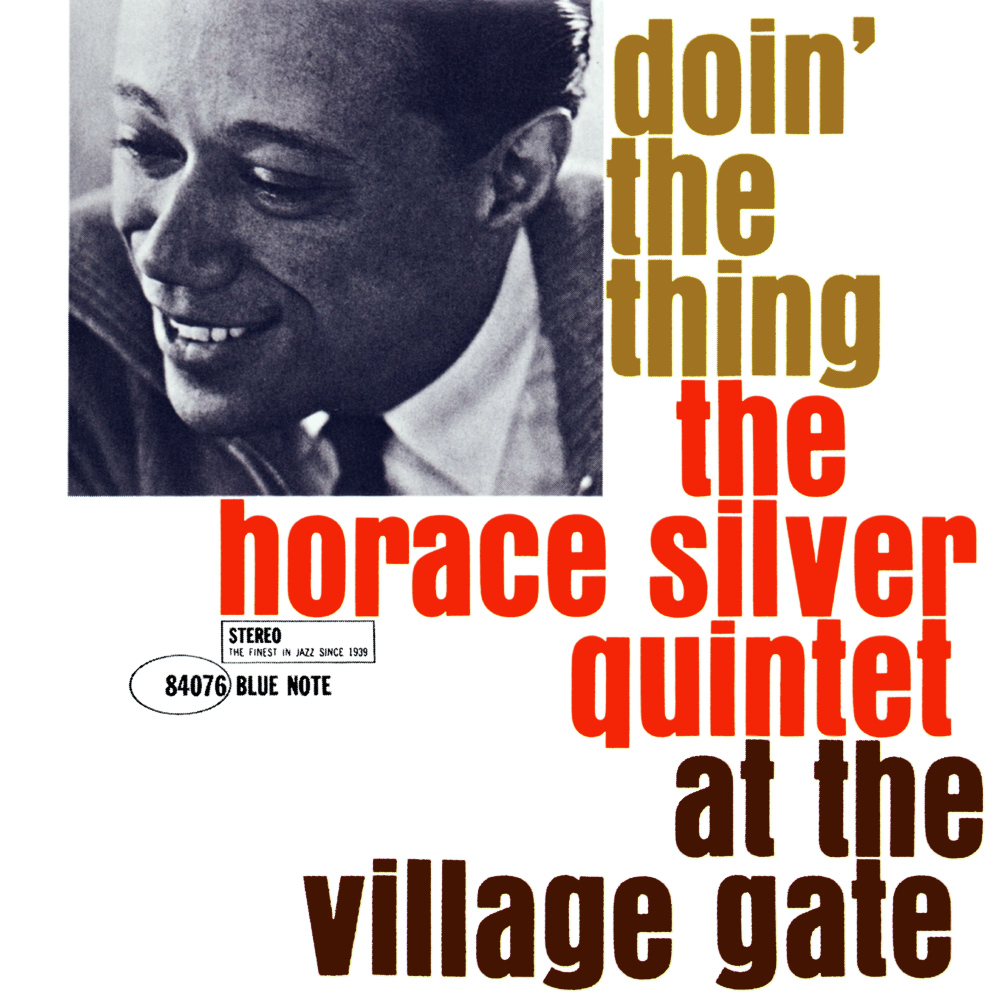 doin'
the
thing
the
horace silver
quintet
at the
village gate
STEREO
THE FINEST IN JAZZ SINCE 1939
84076 BLUE NOTE